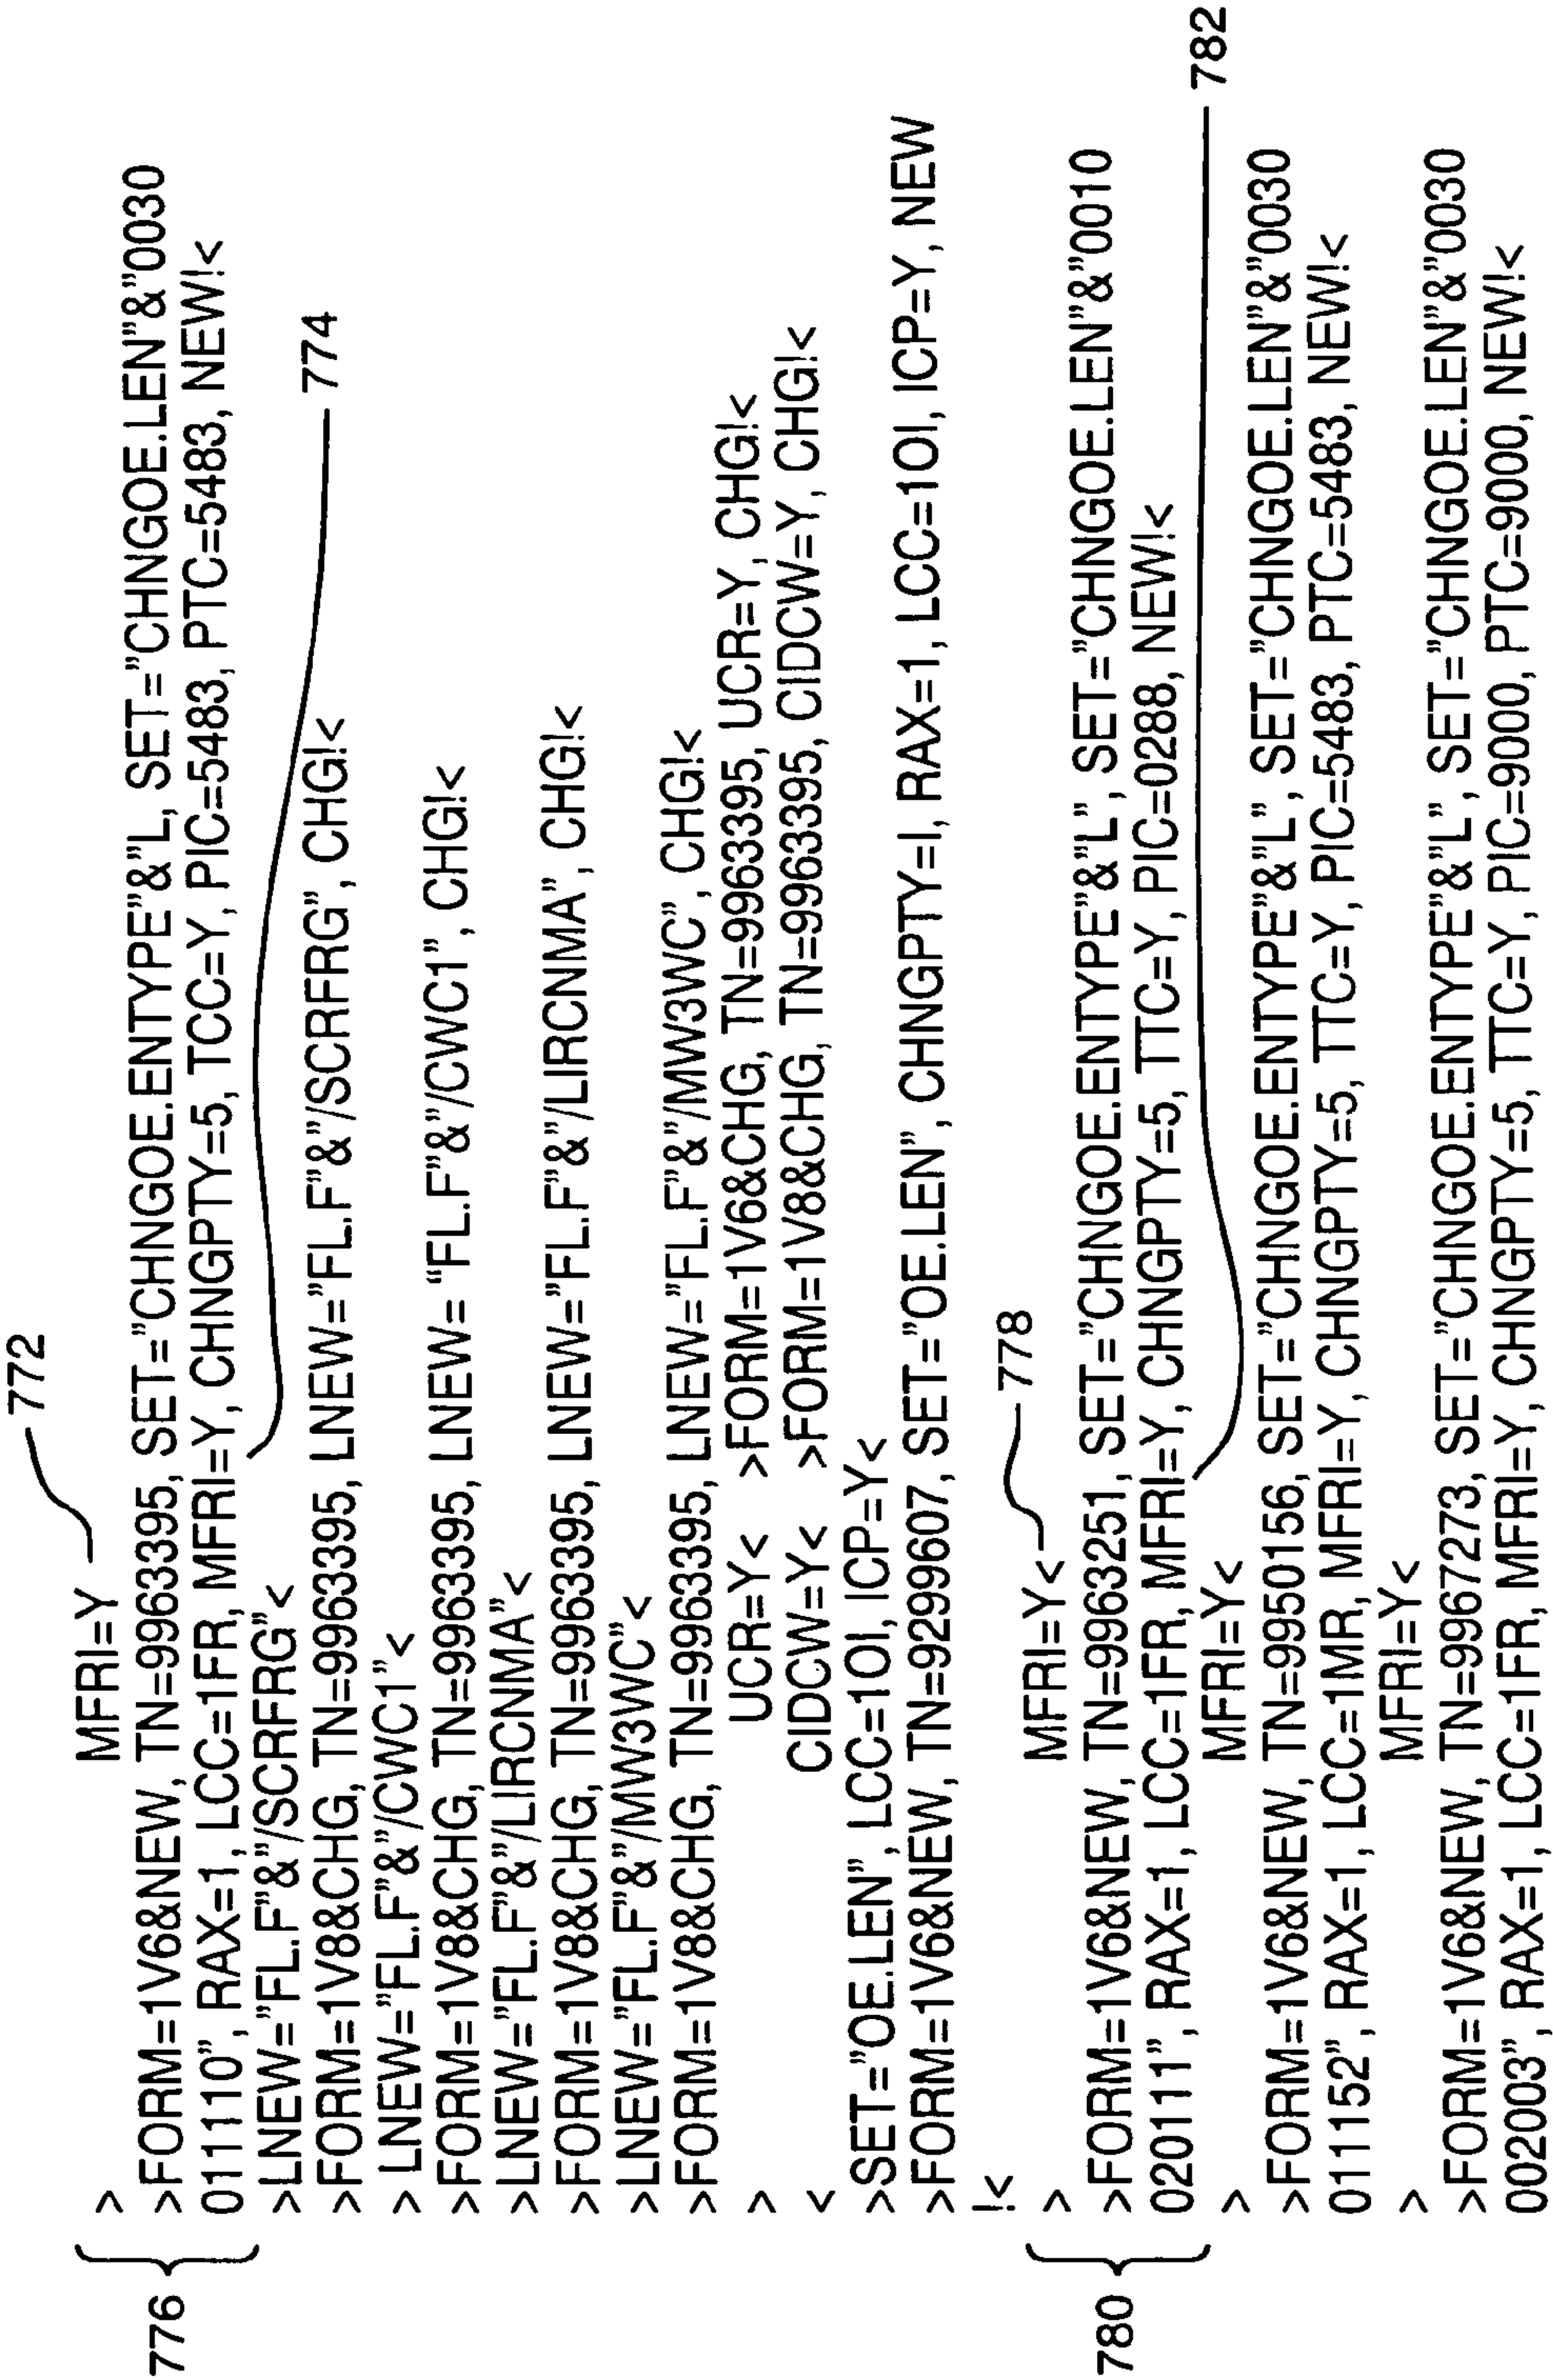 772
> MFRI=Y
776
>FORM=1V6&NEW, TN=9963395, SET="CHNGOE.ENTYPE"&"L, SET="CHNGOE.LEN"&"0030
011110", RAX=1, LCC=1FR, MFRI=Y, CHNGPTY=5, TCC=Y, PIC=5483, PTC=5483, NEW!<
774
>LNEW="FL.F"&"/SCRFRG"<
>FORM=1V8&CHG, TN=9963395, LNEW="FL.F"&"/SCRFRG", CHG!<
> LNEW="FL.F"&"/CWC1"<
>FORM=1V8&CHG, TN=9963395, LNEW= "FL.F"&"/CWC1", CHG!<
>LNEW="FL.F"&"/LIRCNMA"<
>FORM=1V8&CHG, TN=9963395, LNEW="FL.F"&"/LIRCNMA", CHG!<
>LNEW="FL.F"&"/MW3WC"<
>FORM=1V8&CHG, TN=9963395, LNEW="FL.F"&"/MW3WC", CHG!<
> UCR=Y< >FORM=1V6&CHG, TN=9963395, UCR=Y, CHG!<
< CIDCW=Y< >FORM=1V8&CHG, TN=9963395, CIDCW=Y, CHG!<
>SET="OE.LEN", LCC=1OI, ICP=Y<
>FORM=1V6&NEW, TN=9299607, SET="OE.LEN", CHNGPTY=I, RAX=1, LCC=1OI, ICP=Y, NEW
!<
778
> MFRI=Y<
780
>FORM=1V6&NEW, TN=9963251, SET="CHNGOE.ENTYPE"&"L", SET="CHNGOE.LEN"&"0010
020111", RAX=1, LCC=1FR, MFRI=Y, CHNGPTY=5, TTC=Y, PIC=0288, NEW!<
782
> MFRI=Y<
>FORM=1V6&NEW, TN=9950156, SET="CHNGOE.ENTYPE"&"L", SET="CHNGOE.LEN"&"0030
011152", RAX=1, LCC=1MR, MFRI=Y, CHNGPTY=5, TTC=Y, PIC=5483, PTC=5483, NEW!<
> MFRI=Y<
>FORM=1V6&NEW, TN=9967273, SET="CHNGOE.ENTYPE"&"L", SET="CHNGOE.LEN"&"0030
002003", RAX=1, LCC=1FR, MFRI=Y, CHNGPTY=5, TTC=Y, PIC=9000, PTC=9000, NEW!<